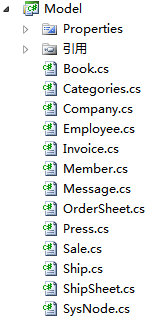 Model
Properties
引用
Book.cs
Categories.cs
Company.cs
Employee.cs
Invoice.cs
Member.cs
Message.cs
OrderSheet.cs
Press.cs
Sale.cs
Ship.cs
ShipSheet.cs
SysNode.cs